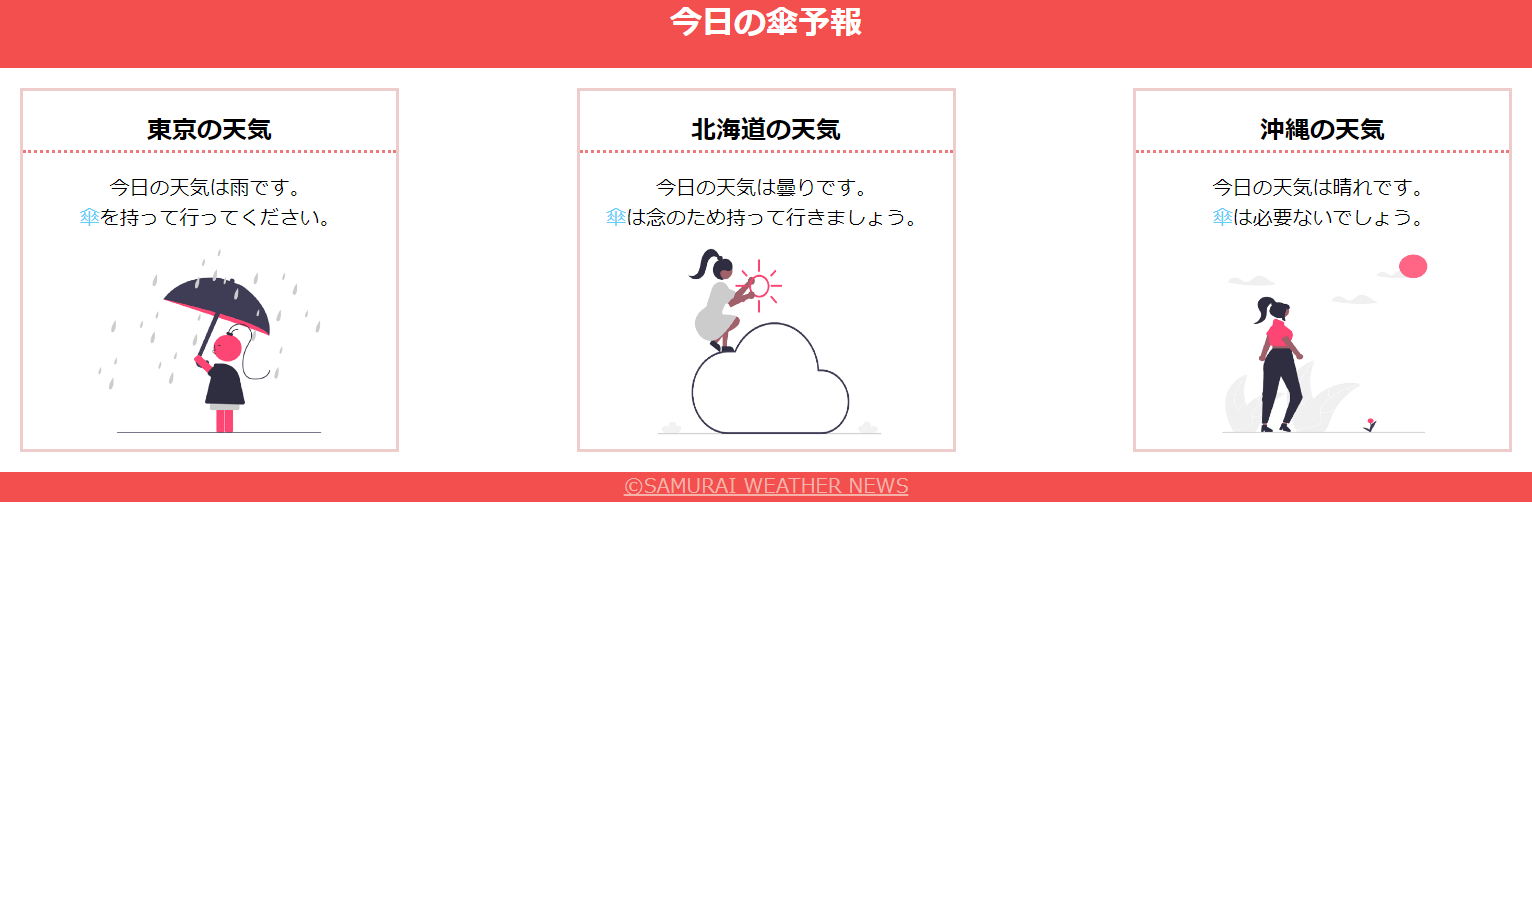 今日の傘予報
東京の天気
今日の天気は雨です。
傘を持って行ってください。
北海道の天気
今日の天気は曇りです。
傘は念のため持って行きましょう。
沖縄の天気
今日の天気は晴れです。
傘は必要ないでしょう。
©SAMURAI WEATHER NEWS